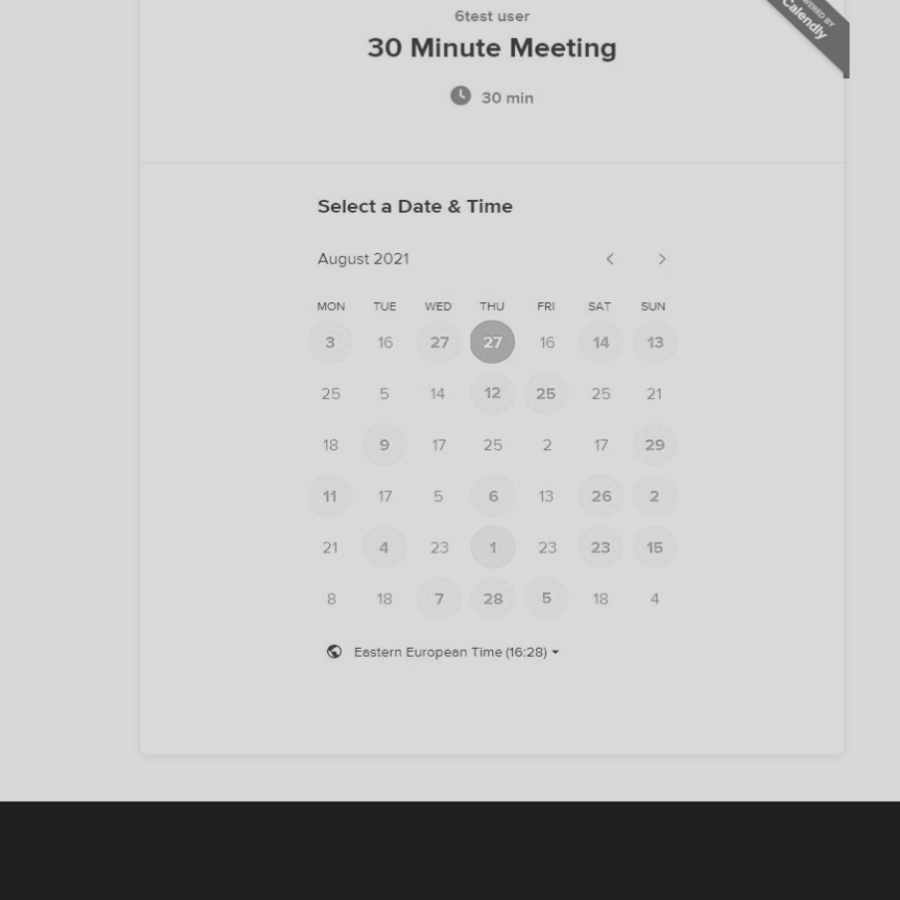 6test user
30 Minute Meeting
30 min
Calendly
Select a Date & Time
August 2021
MON TUE WED THU FRI SAT SUN
3 16 27 27 16 14 13
25 5 14 12 25 25 21
18 9 17 25 2 17 29
11 17 5 6 13 26 2
21 4 23 1 23 23 15
8 18 7 28 5 18 4
Eastern European Time (16:28)